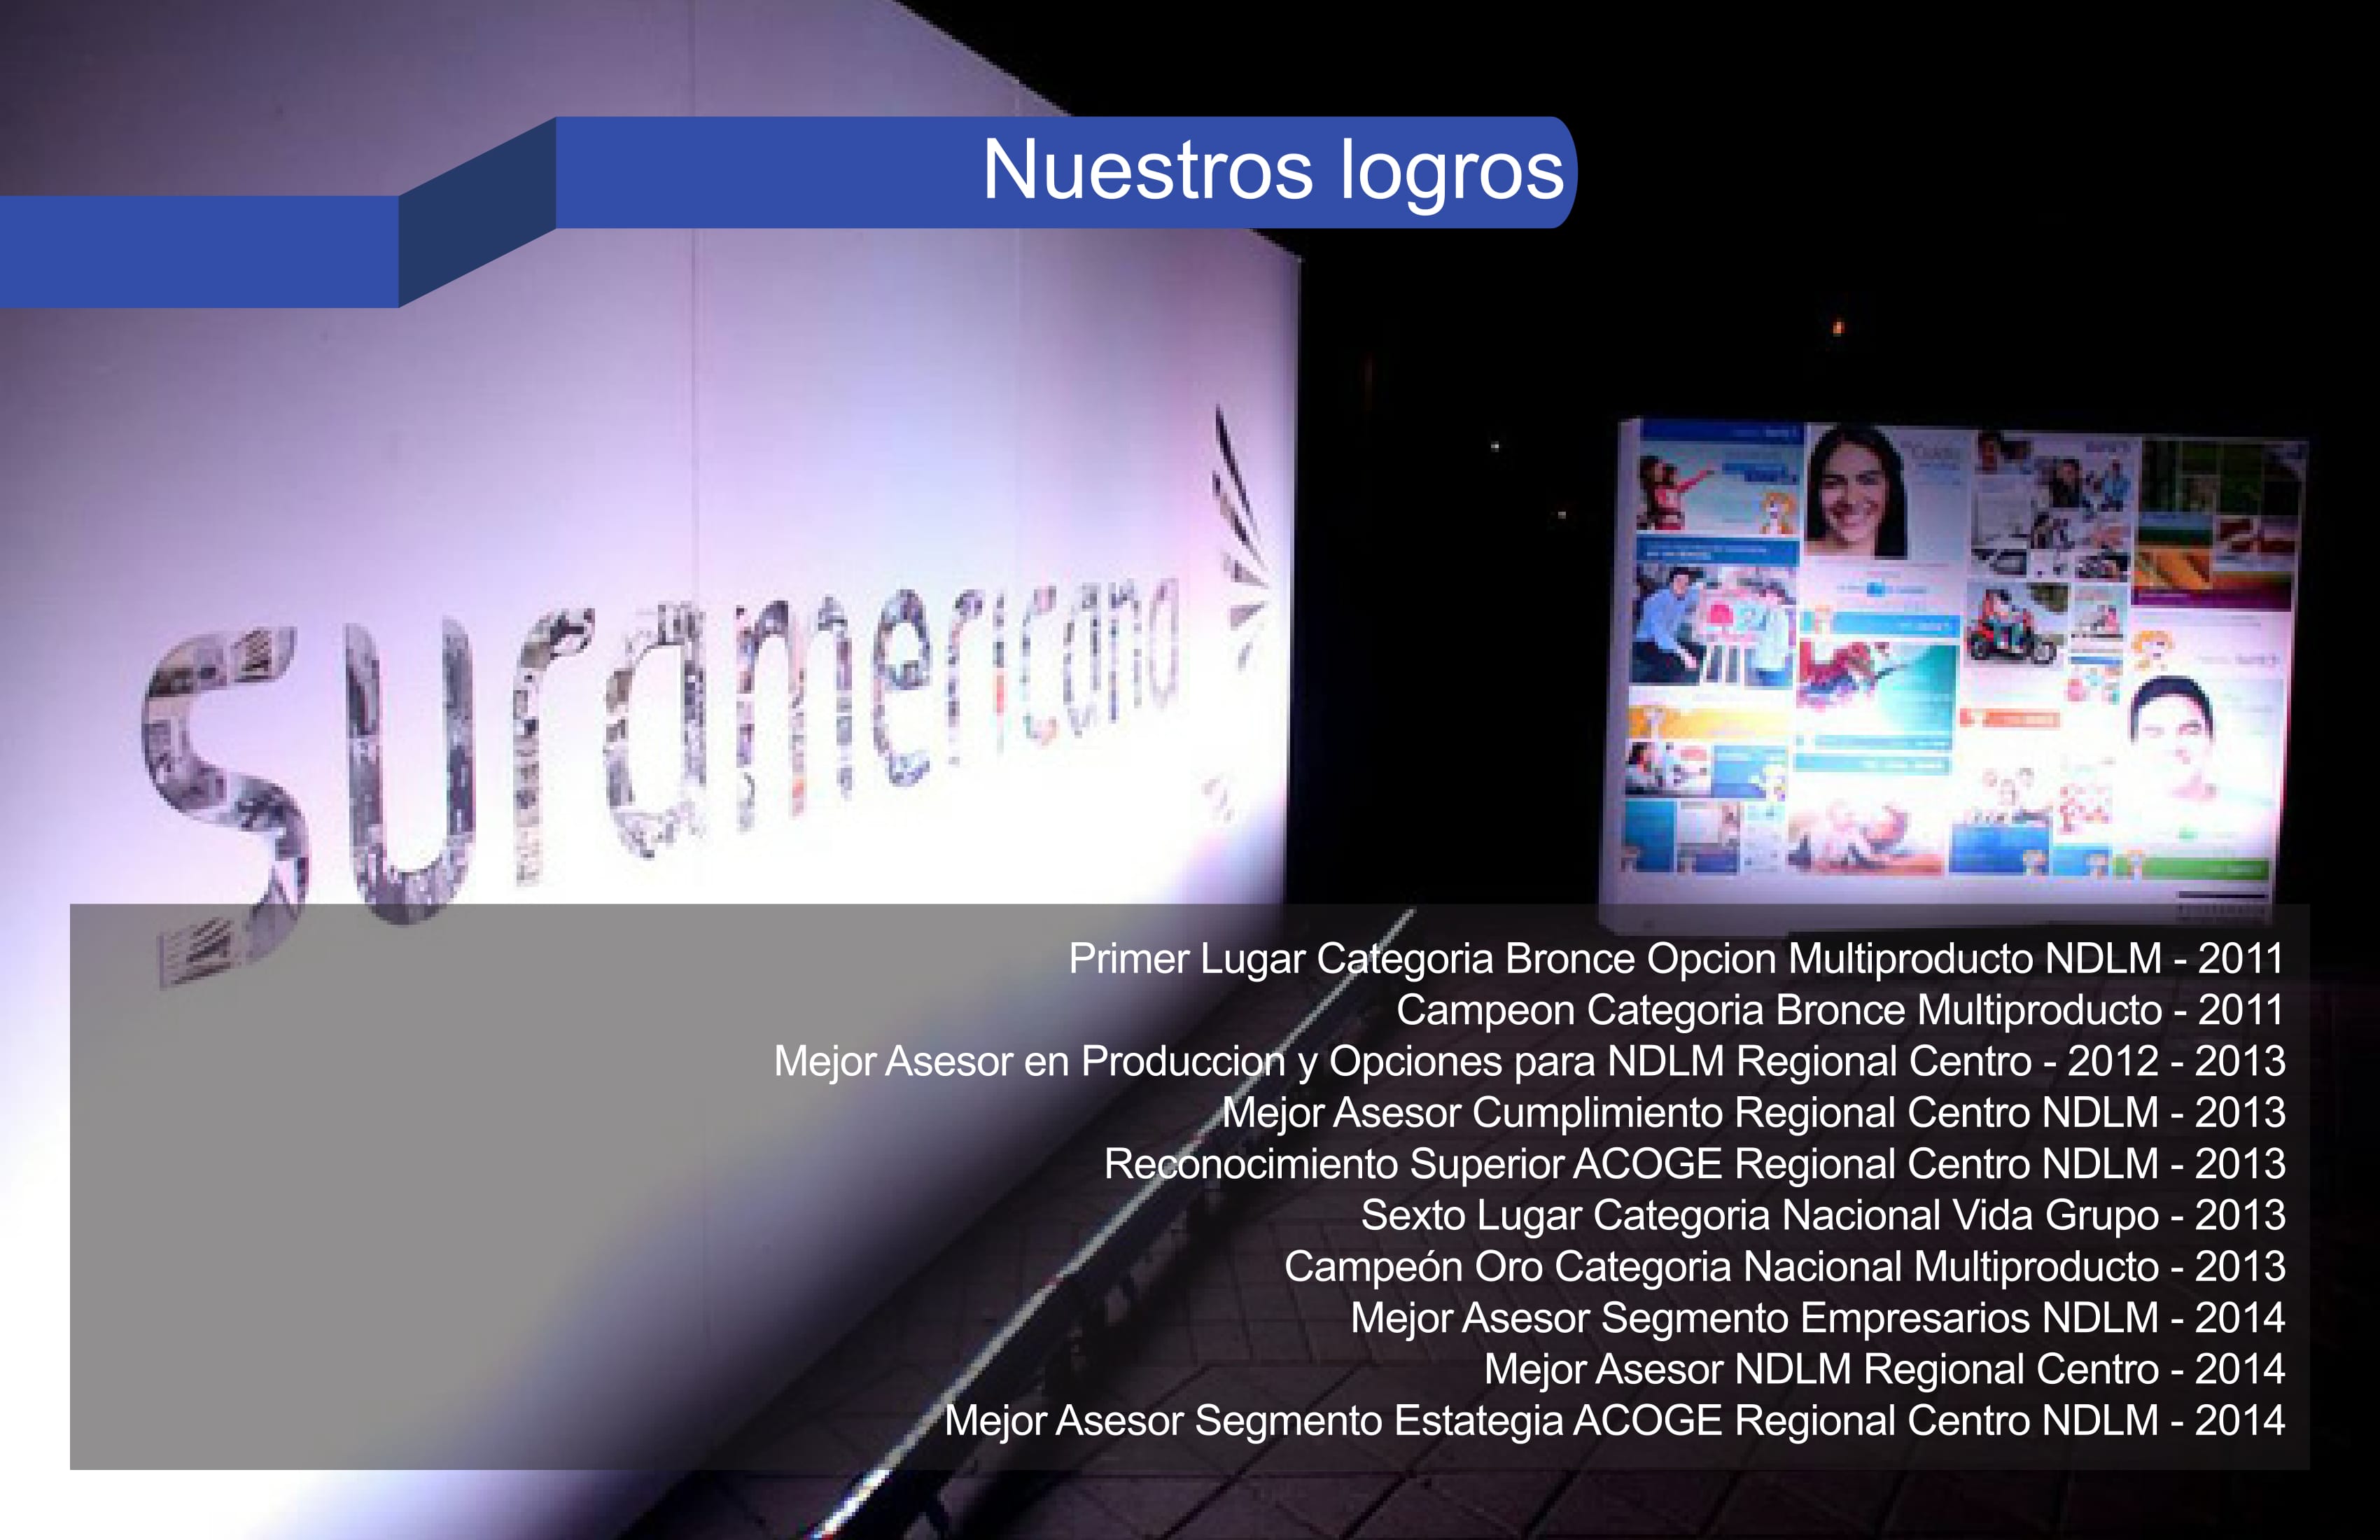 Nuestros logros
suramericana
Primer Lugar Categoria Bronce Opcion Multiproducto NDLM - 2011
Campeon Categoria Bronce Multiproducto - 2011
Mejor Asesor en Produccion y Opciones para NDLM Regional Centro - 2012 - 2013
Mejor Asesor Cumplimiento Regional Centro NDLM - 2013
Reconocimiento Superior ACOGE Regional Centro NDLM - 2013
Sexto Lugar Categoria Nacional Vida Grupo - 2013
Campeón Oro Categoria Nacional Multiproducto - 2013
Mejor Asesor Segmento Empresarios NDLM - 2014
Mejor Asesor NDLM Regional Centro - 2014
Mejor Asesor Segmento Estategia ACOGE Regional Centro NDLM - 2014